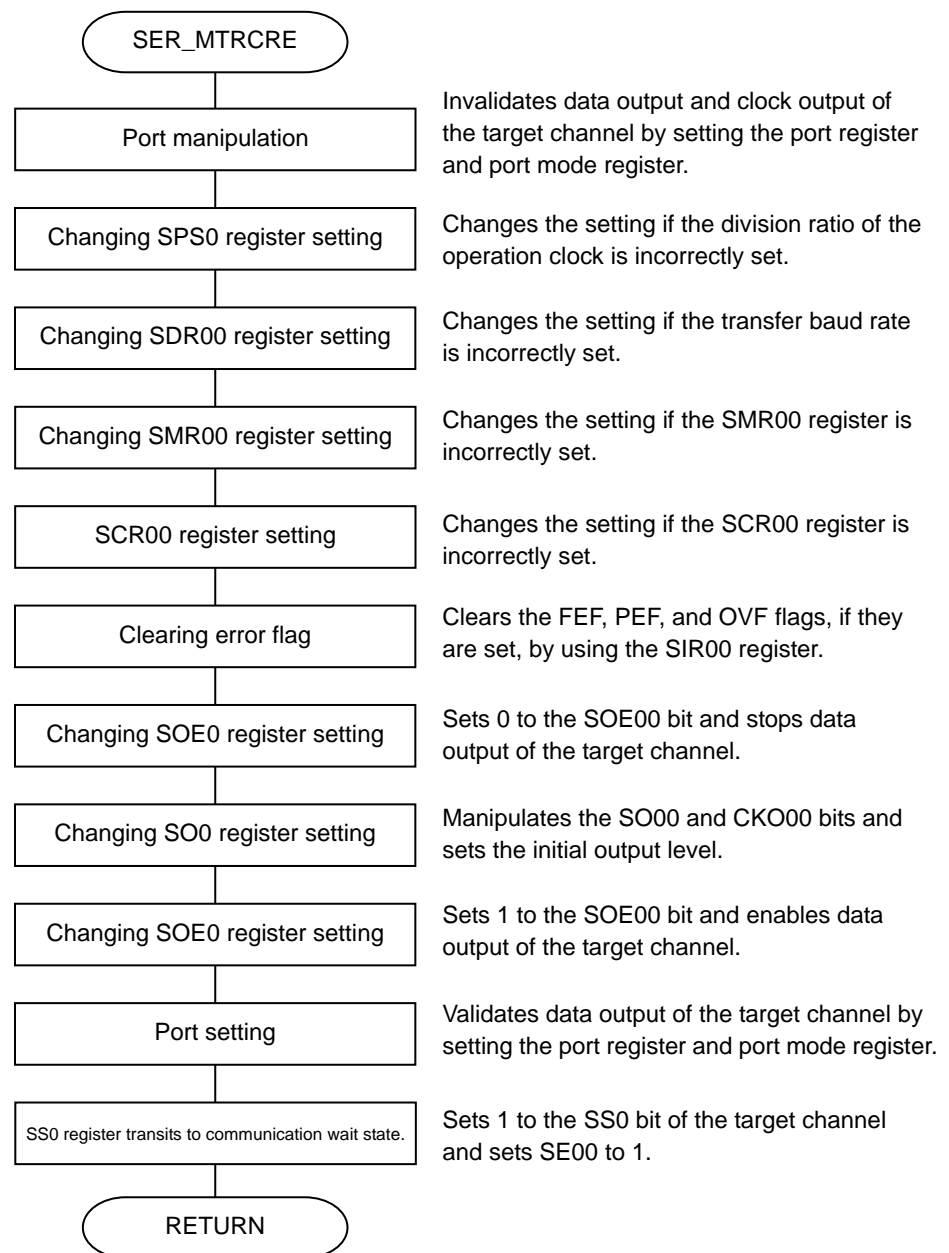 SER_MTRCRE
Port manipulation
Invalidates data output and clock output of
the target channel by setting the port register
and port mode register.
Changing SPS0 register setting
Changes the setting if the division ratio of the
operation clock is incorrectly set.
Changing SDR00 register setting
Changes the setting if the transfer baud rate
is incorrectly set.
Changing SMR00 register setting
Changes the setting if the SMR00 register is
incorrectly set.
SCR00 register setting
Changes the setting if the SCR00 register is
incorrectly set.
Clearing error flag
Clears the FEF, PEF, and OVF flags, if they
are set, by using the SIR00 register.
Changing SOE0 register setting
Sets 0 to the SOE00 bit and stops data
output of the target channel.
Changing SO0 register setting
Manipulates the SO00 and CKO00 bits and
sets the initial output level.
Changing SOE0 register setting
Sets 1 to the SOE00 bit and enables data
output of the target channel.
Port setting
Validates data output of the target channel by
setting the port register and port mode register.
SS0 register transits to communication wait state.
Sets 1 to the SS0 bit of the target channel
and sets SE00 to 1.
RETURN